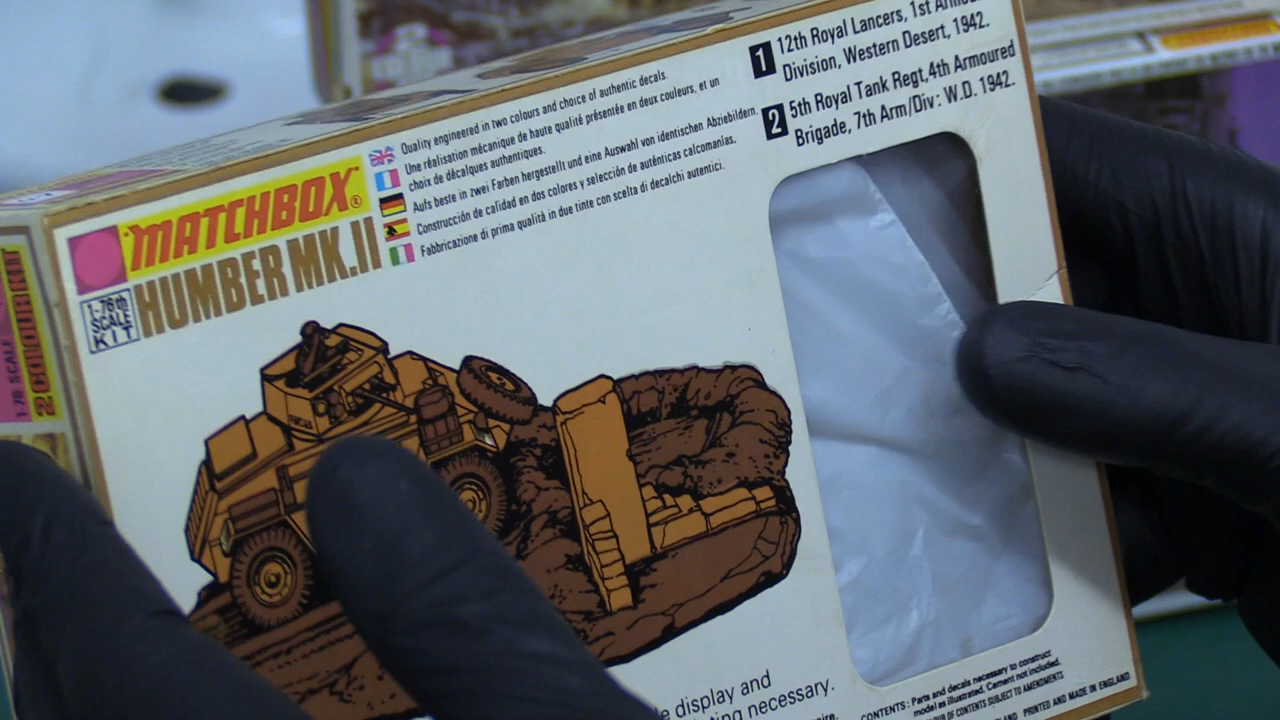 1 12th Royal Lancers, 1st
Division, Western Desert, 1942.
2 5th Royal Tank Regt, 4th Armoured
Brigade, 7th Arm/Div: W.D. 1942.
Quality engineered in two colours and choice of authentic decals.
Une réalisation mécanique de haute qualité présentée en deux couleurs, et un
choix de décalques authentiques.
Aufs beste in zwei Farben hergestellt und eine Auswahl von identischen Abziebildern.
Construcción de calidad en dos colores y selección de auténticas calcomanías.
Fabbricazione di prima qualità in due tinte con scelta di decalchi autentici.
"MATCHBOX"®
HUMBER MK.II
1-76th
SCALE
KIT
1-76 SCALE
2 COLOUR KIT
display and
necessary.
CONTENTS: Parts and decals necessary to construct
model as illustrated. Cement not included.
OF CONTENTS SUBJECT TO AMENDMENTS
PRINTED AND MADE IN ENGLAND